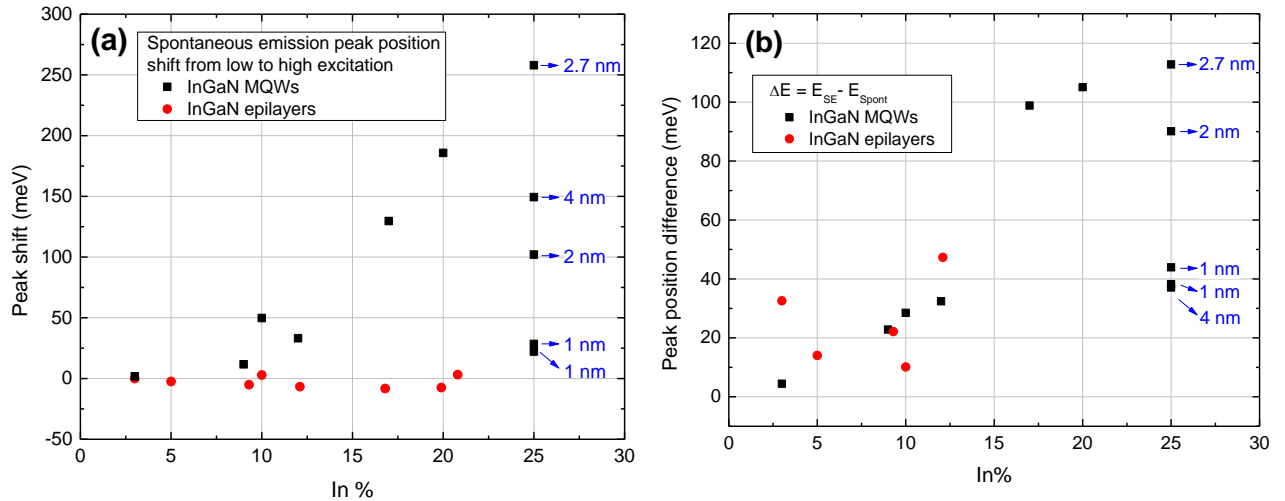 (a)
Spontaneous emission peak position
shift from low to high excitation
InGaN MQWs
InGaN epilayers
2.7 nm
4 nm
2 nm
1 nm
1 nm
300
250
200
150
100
50
0
-50
Peak shift (meV)
0 5 10 15 20 25 30
In %
(b)
ΔE = E_SE - E_Spont
InGaN MQWs
InGaN epilayers
2.7 nm
2 nm
1 nm
1 nm
4 nm
120
100
80
60
40
20
0
Peak position difference (meV)
0 5 10 15 20 25 30
In%